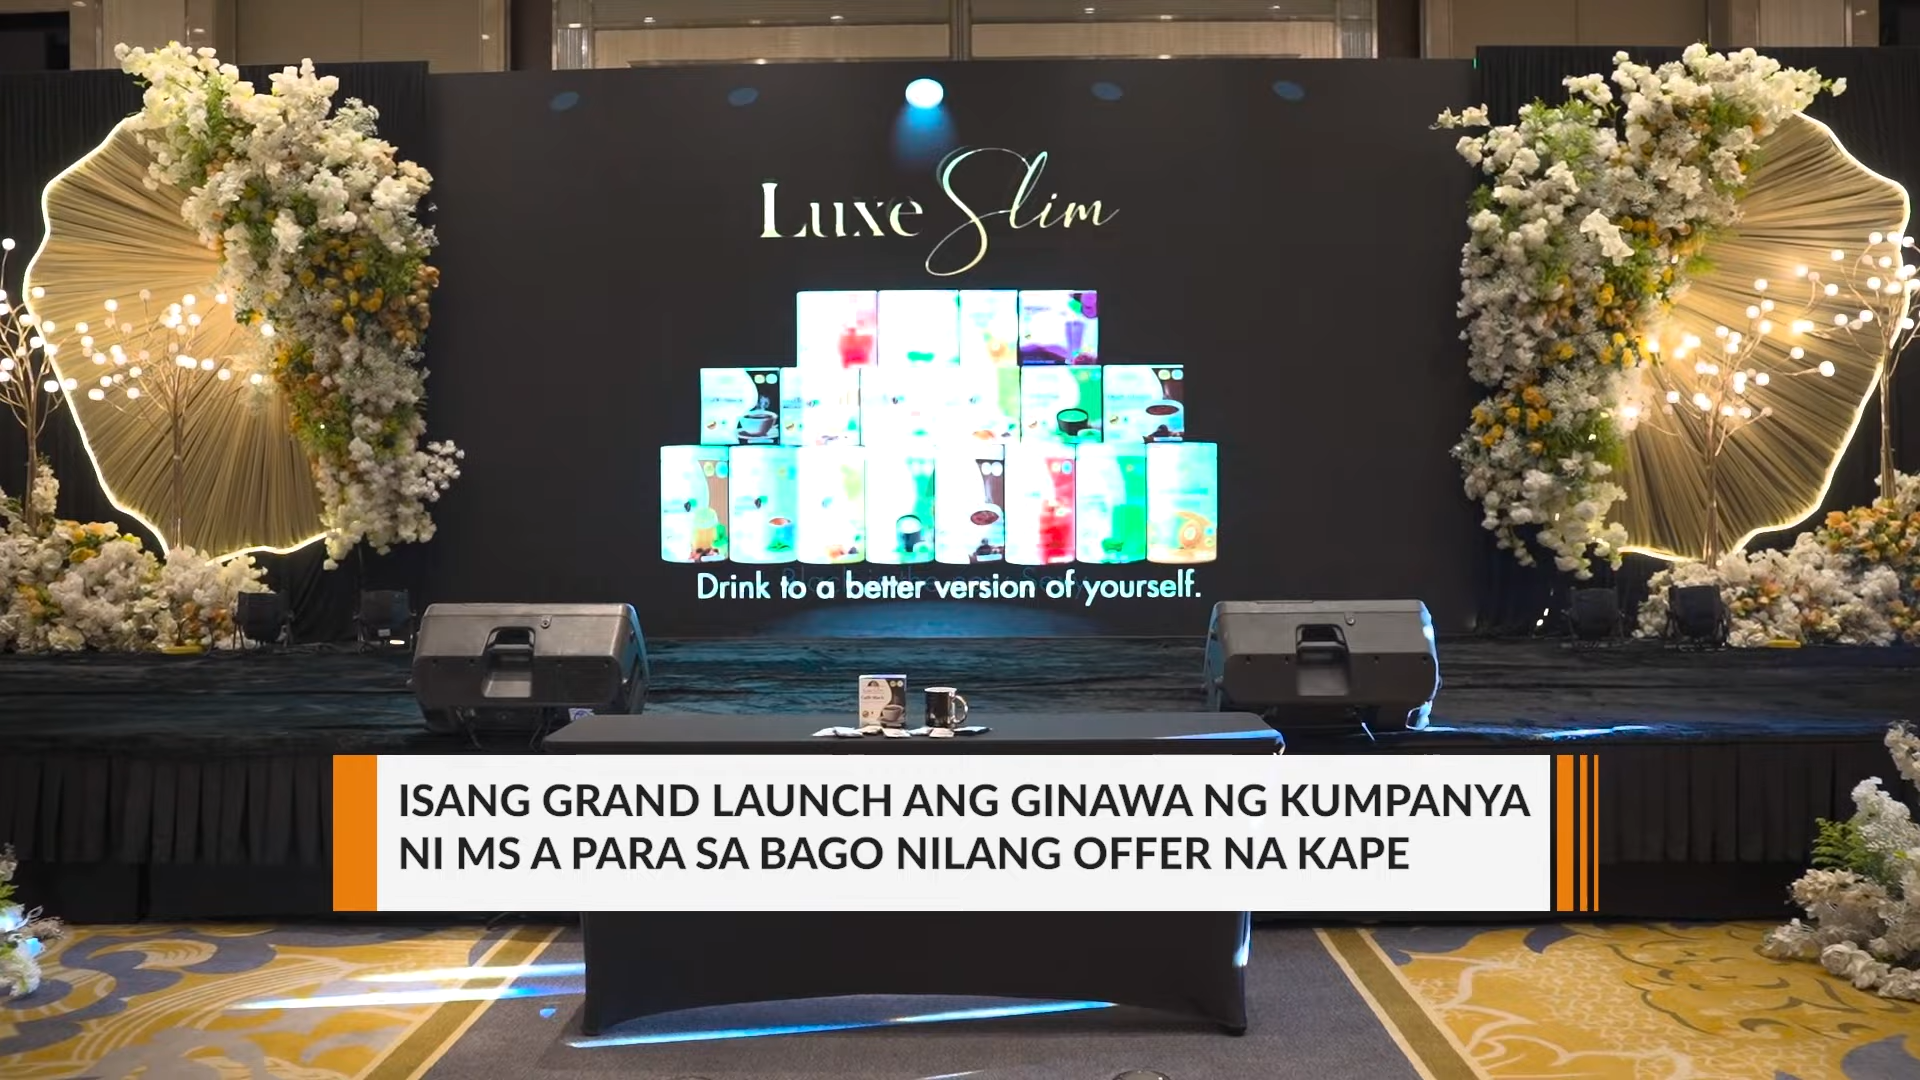 Luxe Slim
Drink to a better version of yourself.
ISANG GRAND LAUNCH ANG GINAWA NG KUMPANYA
NI MS A PARA SA BAGO NILANG OFFER NA KAPE